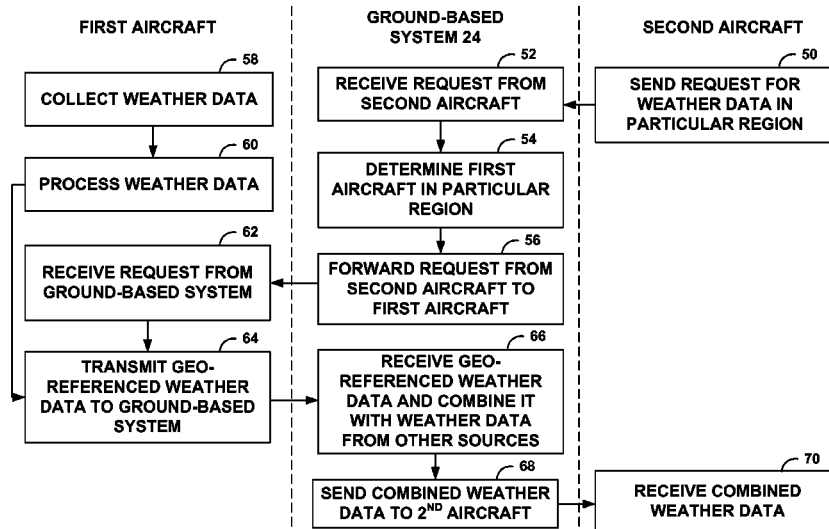 FIRST AIRCRAFT
GROUND-BASED
SYSTEM 24
SECOND AIRCRAFT
58
COLLECT WEATHER DATA
60
PROCESS WEATHER DATA
62
RECEIVE REQUEST FROM
GROUND-BASED SYSTEM
64
TRANSMIT GEO-
REFERENCED WEATHER
DATA TO GROUND-BASED
SYSTEM
52
RECEIVE REQUEST FROM
SECOND AIRCRAFT
54
DETERMINE FIRST
AIRCRAFT IN PARTICULAR
REGION
56
FORWARD REQUEST FROM
SECOND AIRCRAFT TO
FIRST AIRCRAFT
66
RECEIVE GEO-
REFERENCED WEATHER
DATA AND COMBINE IT
WITH WEATHER DATA
FROM OTHER SOURCES
68
SEND COMBINED WEATHER
DATA TO 2ND AIRCRAFT
50
SEND REQUEST FOR
WEATHER DATA IN
PARTICULAR REGION
70
RECEIVE COMBINED
WEATHER DATA